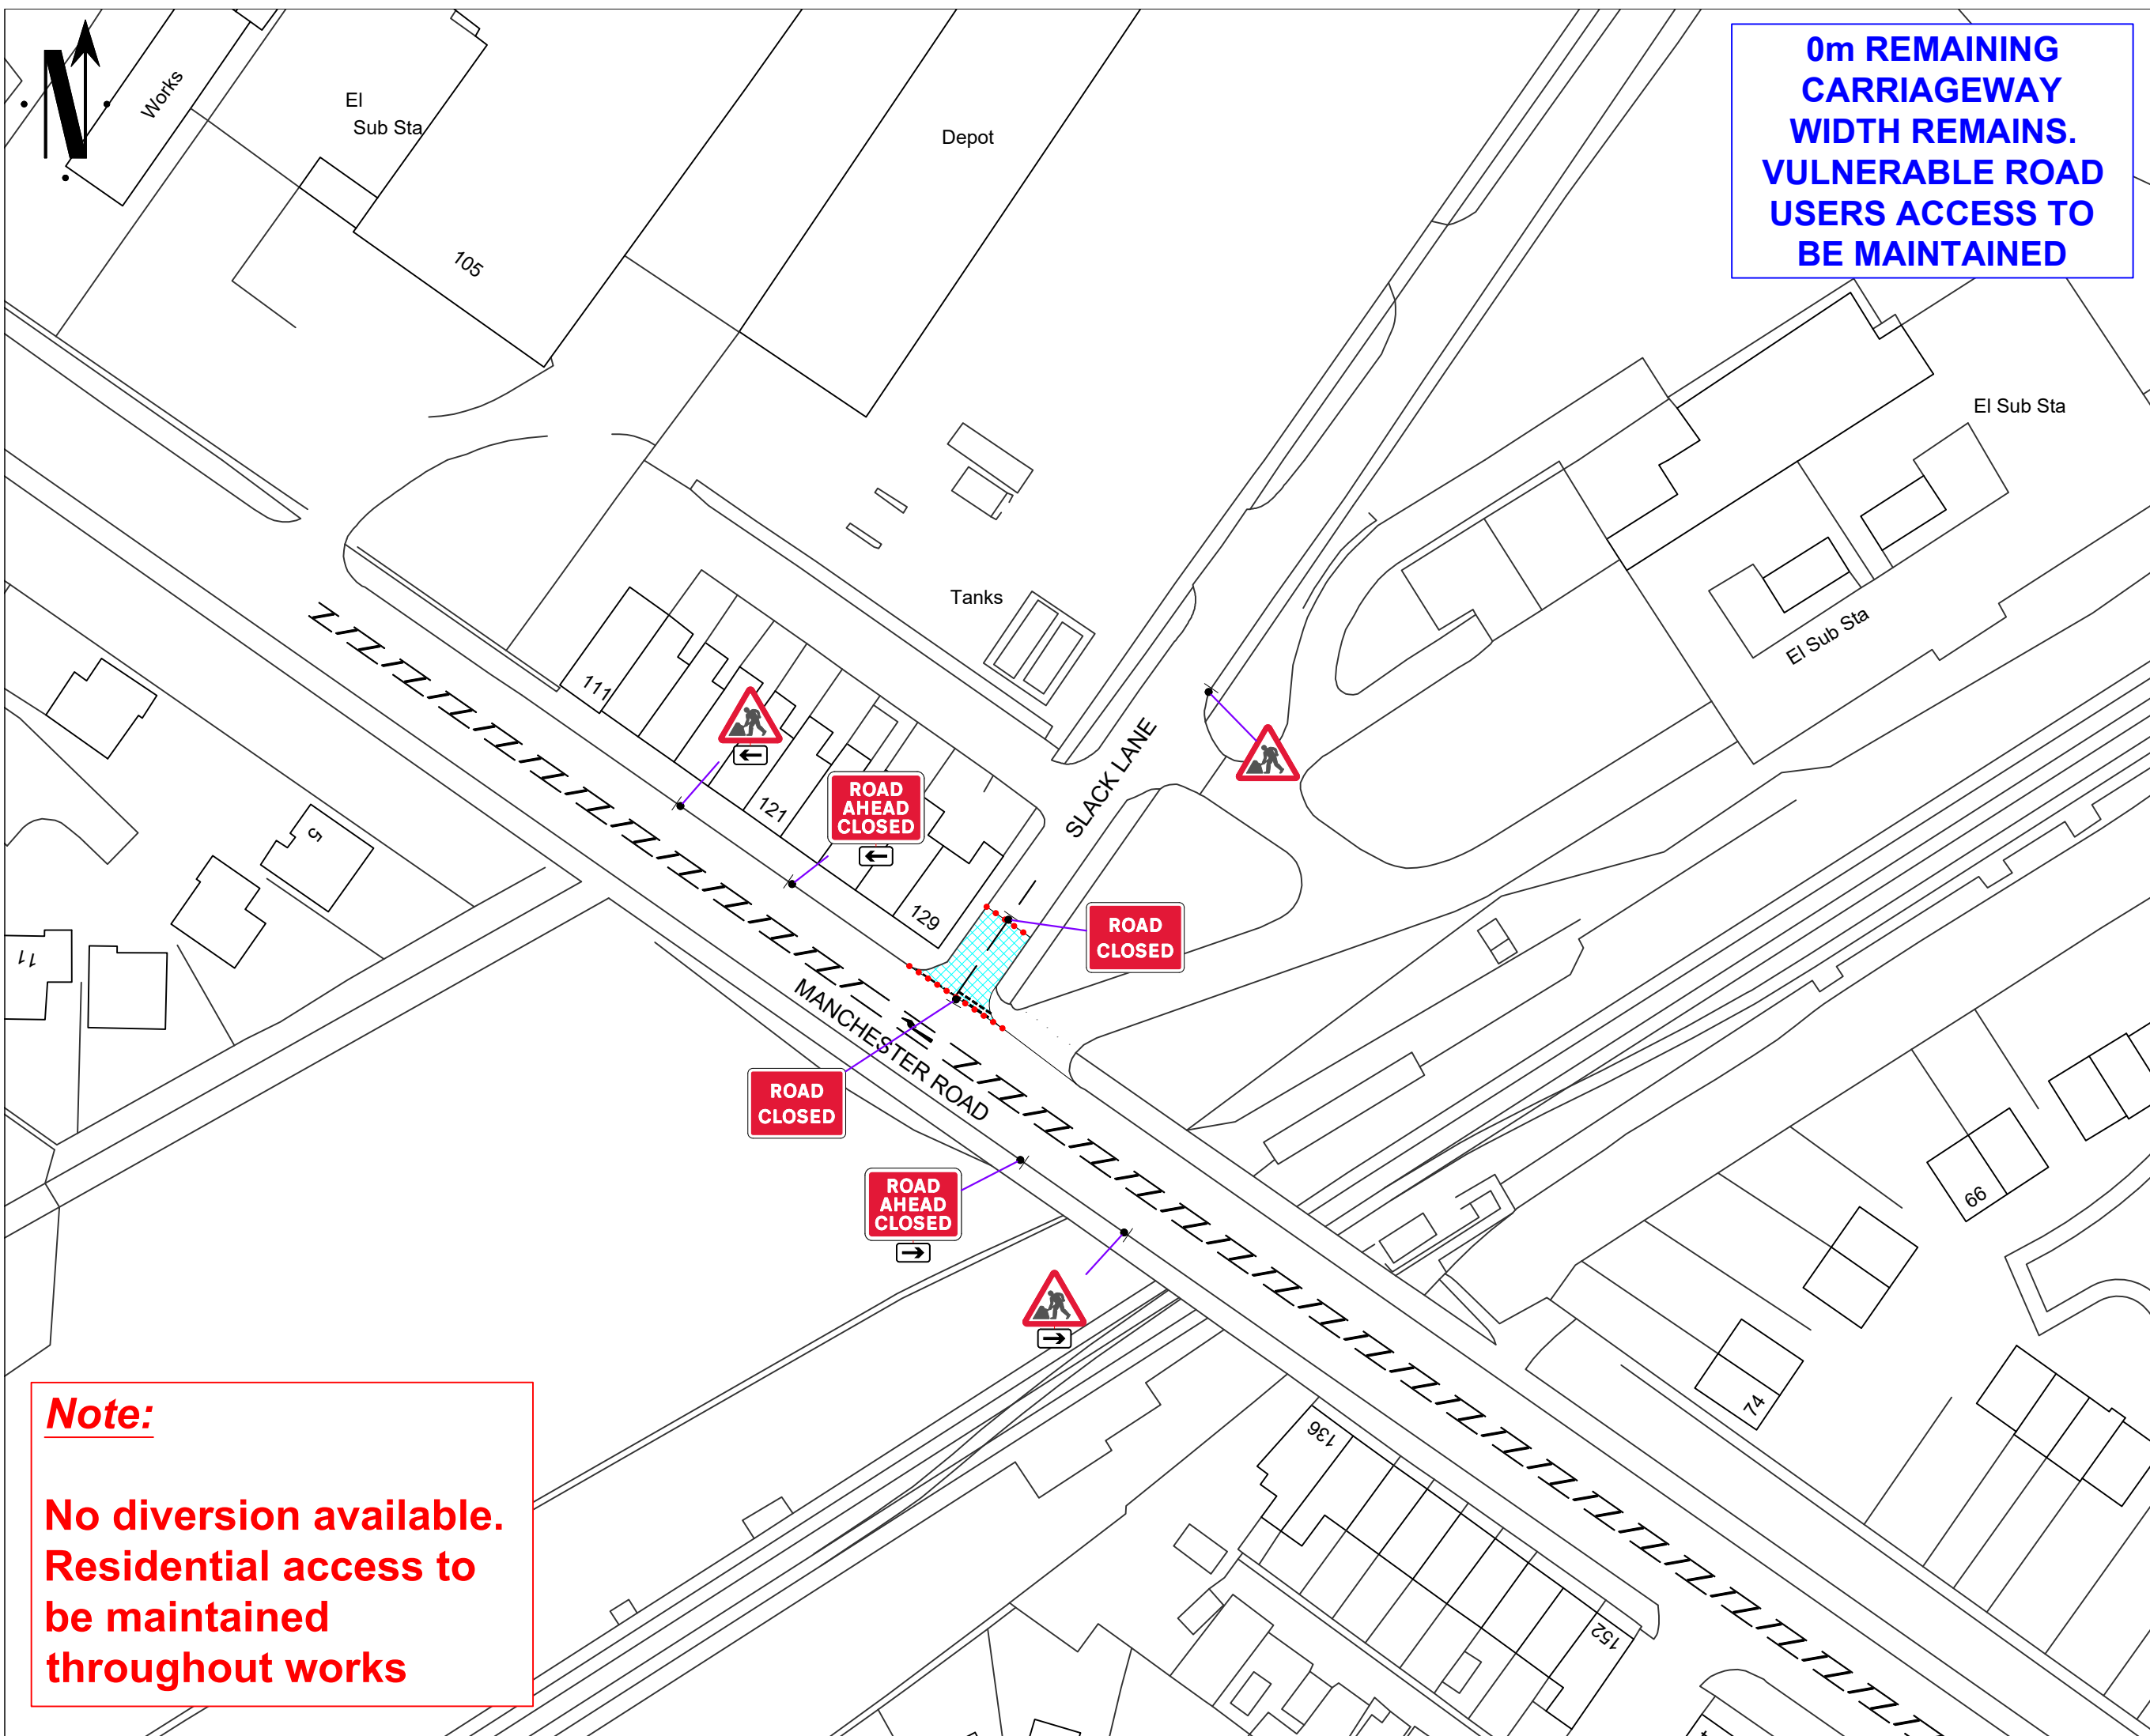 N
Works
El
Sub Sta
105
Depot
0m REMAINING
CARRIAGEWAY
WIDTH REMAINS.
VULNERABLE ROAD
USERS ACCESS TO
BE MAINTAINED
El Sub Sta
El Sub Sta
Tanks
111
121
129
SLACK LANE
ROAD
AHEAD
CLOSED
ROAD
CLOSED
5
11
MANCHESTER ROAD
ROAD
CLOSED
ROAD
AHEAD
CLOSED
66
74
136
152
Note:
No diversion available.
Residential access to
be maintained
throughout works